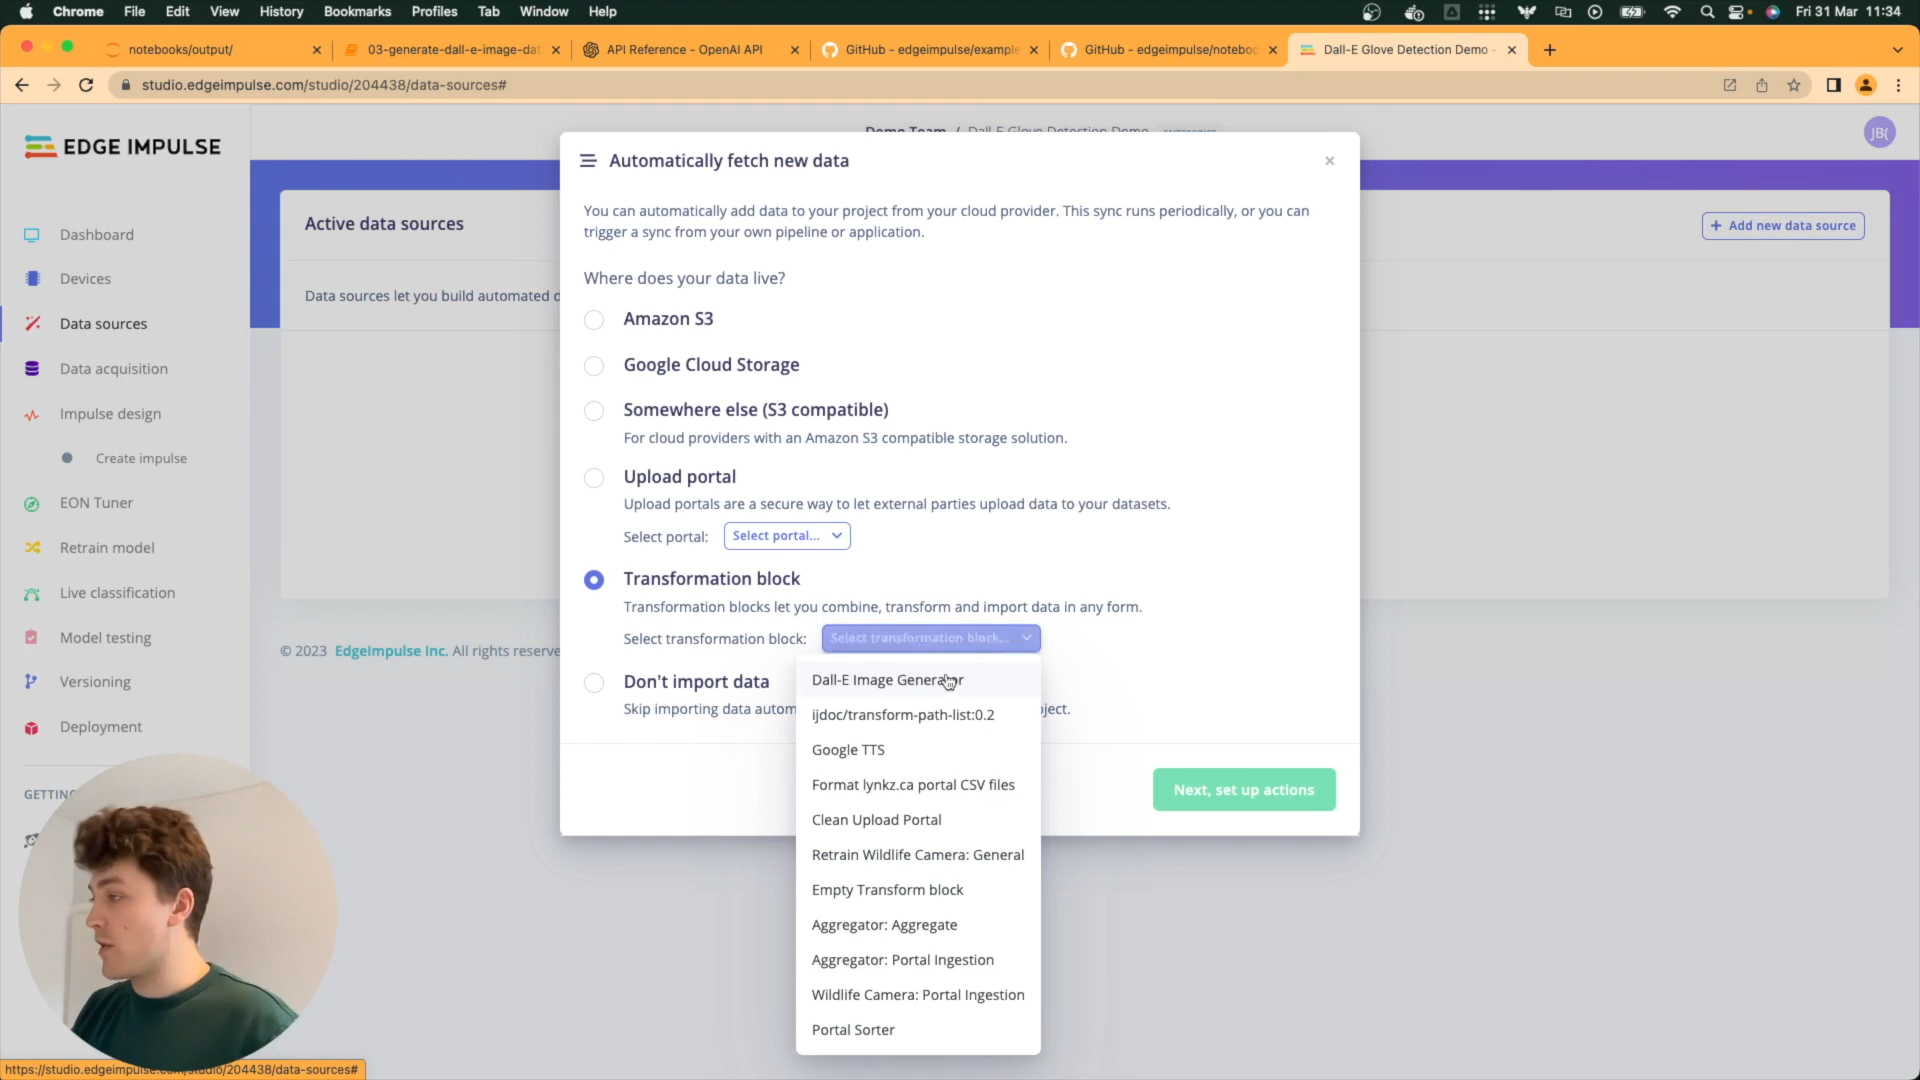 Chrome File Edit View History Bookmarks Profiles Tab Window Help Fri 31 Mar 11:34
notebooks/output/ 03-generate-dall-e-image-dat API Reference - OpenAI API GitHub - edgeimpulse/example GitHub - edgeimpulse/noteboo Dall-E Glove Detection Demo -
studio.edgeimpulse.com/studio/204438/data-sources#
EDGE IMPULSE
Demo Team / Dall-E Glove Detection Demo
JB(
Dashboard
Devices
Data sources
Data acquisition
Impulse design
Create impulse
EON Tuner
Retrain model
Live classification
Model testing
Versioning
Deployment
GETTIN
Active data sources
+ Add new data source
Data sources let you build automated d
© 2023 EdgeImpulse Inc. All rights reserve
Automatically fetch new data
You can automatically add data to your project from your cloud provider. This sync runs periodically, or you can
trigger a sync from your own pipeline or application.
Where does your data live?
Amazon S3
Google Cloud Storage
Somewhere else (S3 compatible)
For cloud providers with an Amazon S3 compatible storage solution.
Upload portal
Upload portals are a secure way to let external parties upload data to your datasets.
Select portal: Select portal...
Transformation block
Transformation blocks let you combine, transform and import data in any form.
Select transformation block: Select transformation block...
Don't import data
Skip importing data autom ject.
Dall-E Image Generator
ijdoc/transform-path-list:0.2
Google TTS
Format lynkz.ca portal CSV files
Clean Upload Portal
Retrain Wildlife Camera: General
Empty Transform block
Aggregator: Aggregate
Aggregator: Portal Ingestion
Wildlife Camera: Portal Ingestion
Portal Sorter
Next, set up actions
https://studio.edgeimpulse.com/studio/204438/data-sources#